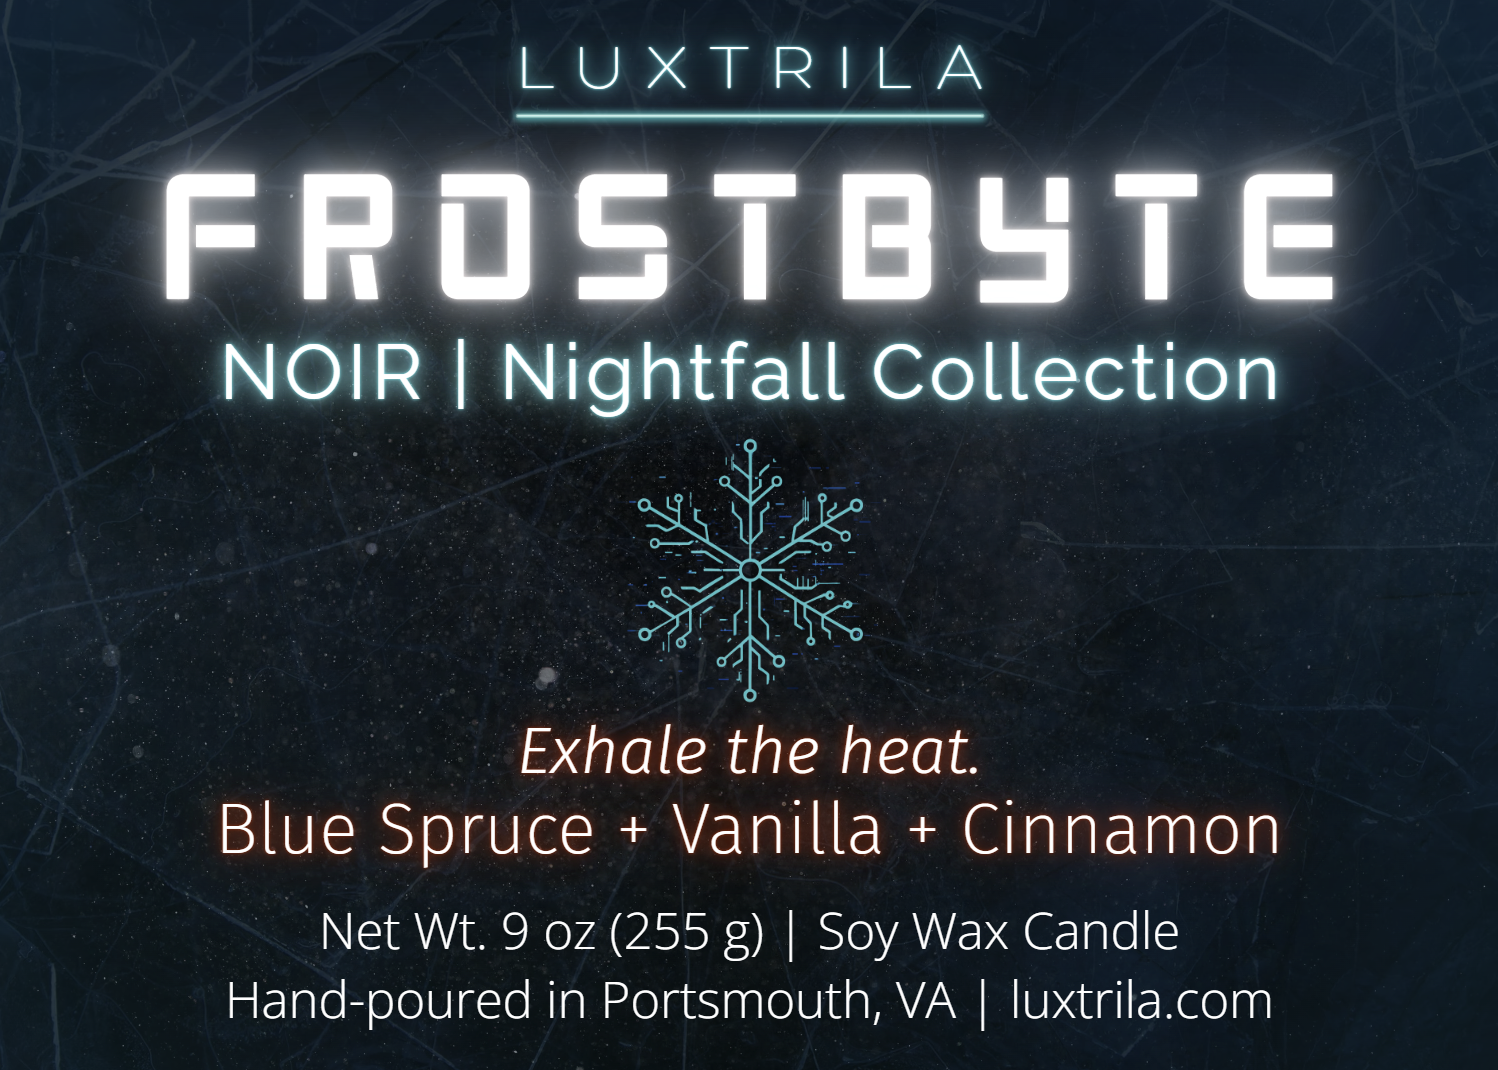 LUXTRILA
FROSTBYTE
NOIR | Nightfall Collection
Exhale the heat.
Blue Spruce + Vanilla + Cinnamon
Net Wt. 9 oz (255 g) | Soy Wax Candle
Hand-poured in Portsmouth, VA | luxtrila.com